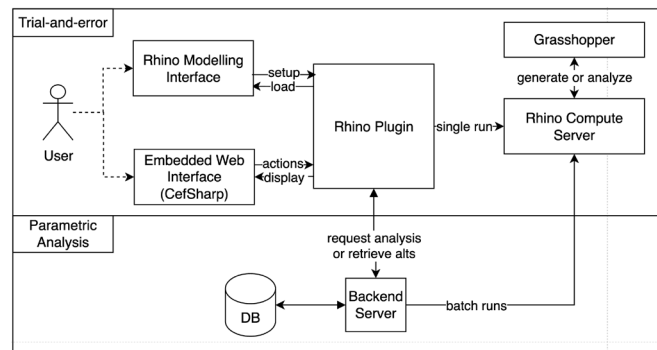 Trial-and-error
Rhino Modelling
Interface
User
Embedded Web
Interface
(CefSharp)
setup
load
actions
display
Rhino Plugin
single run
Grasshopper
generate or analyze
Rhino Compute
Server
Parametric
Analysis
request analysis
or retrieve alts
DB
Backend
Server
batch runs